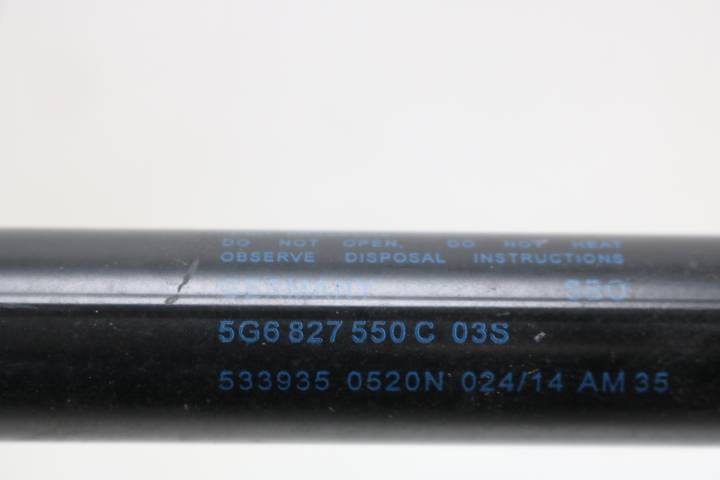 DO NOT OPEN, DO NOT HEAT
OBSERVE DISPOSAL INSTRUCTIONS
5G6 827 550 C 03S
533935 0520N 024/14 AM 35